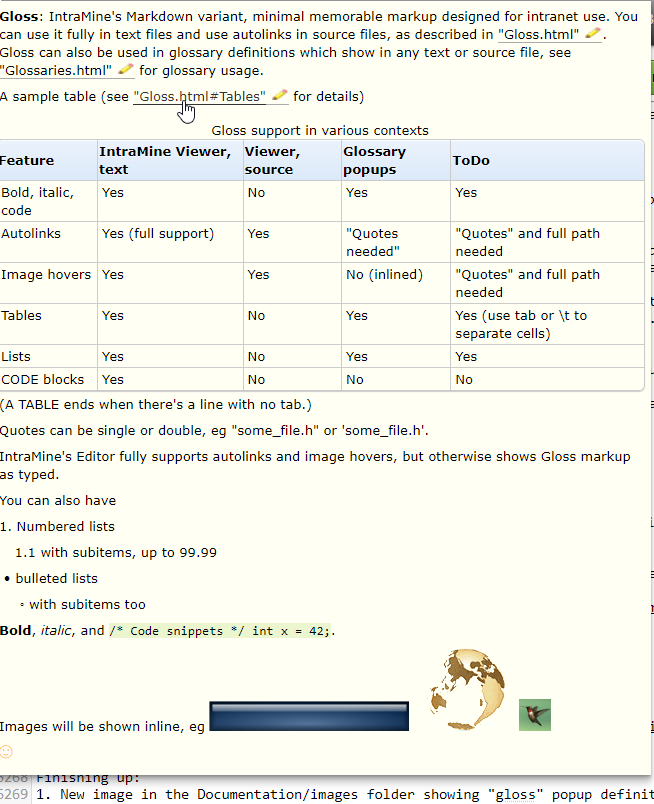 Gloss: IntraMine's Markdown variant, minimal memorable markup designed for intranet use. You
can use it fully in text files and use autolinks in source files, as described in "Gloss.html" .
Gloss can also be used in glossary definitions which show in any text or source file, see
"Glossaries.html" for glossary usage.
A sample table (see "Gloss.html#Tables" for details)
Gloss support in various contexts
Feature IntraMine Viewer, text Viewer, source Glossary popups ToDo
Bold, italic, code Yes No Yes Yes
Autolinks Yes (full support) Yes "Quotes needed" "Quotes" and full path needed
Image hovers Yes Yes No (inlined) "Quotes" and full path needed
Tables Yes No Yes Yes (use tab or \t to separate cells)
Lists Yes No Yes Yes
CODE blocks Yes No No No
(A TABLE ends when there's a line with no tab.)
Quotes can be single or double, eg "some_file.h" or 'some_file.h'.
IntraMine's Editor fully supports autolinks and image hovers, but otherwise shows Gloss markup
as typed.
You can also have
1. Numbered lists
1.1 with subitems, up to 99.99
• bulleted lists
◦ with subitems too
Bold, italic, and /* Code snippets */ int x = 42;.
Images will be shown inline, eg
5268 Finishing up:
5269 1. New image in the Documentation/images folder showing "gloss" popup definit